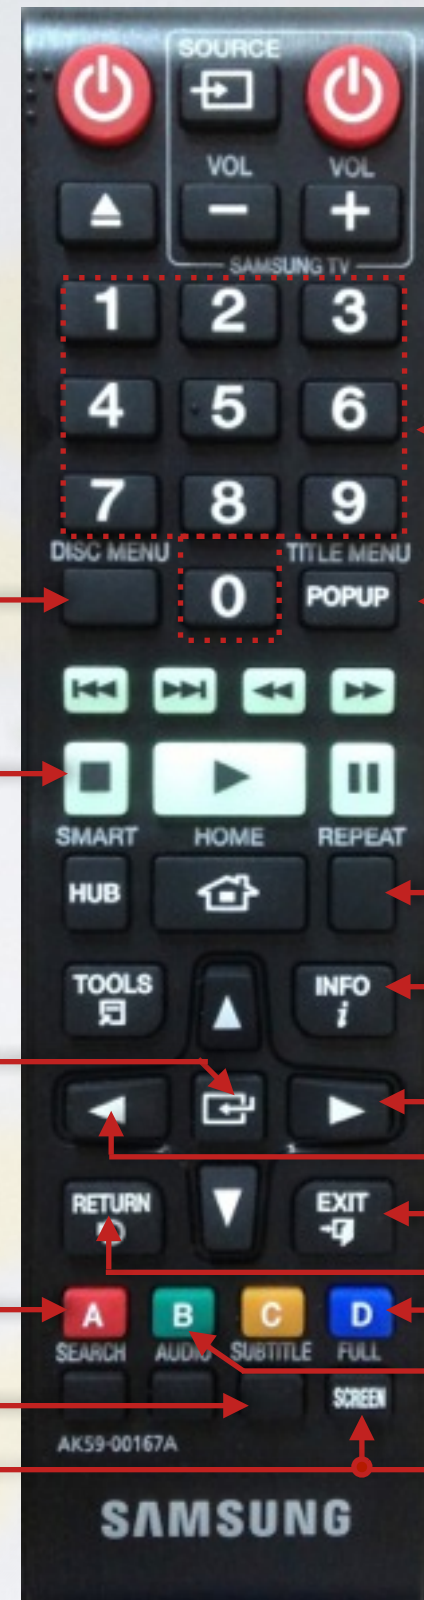 SOURCE
VOL VOL
SAMSUNG TV
1 2 3
4 5 6
7 8 9
DISC MENU TITLE MENU
0 POPUP
SMART HOME REPEAT
HUB
TOOLS INFO
i
RETURN EXIT
A B C D
SEARCH AUDIO SUBTITLE FULL
SCREEN
AK59-00167A
SAMSUNG